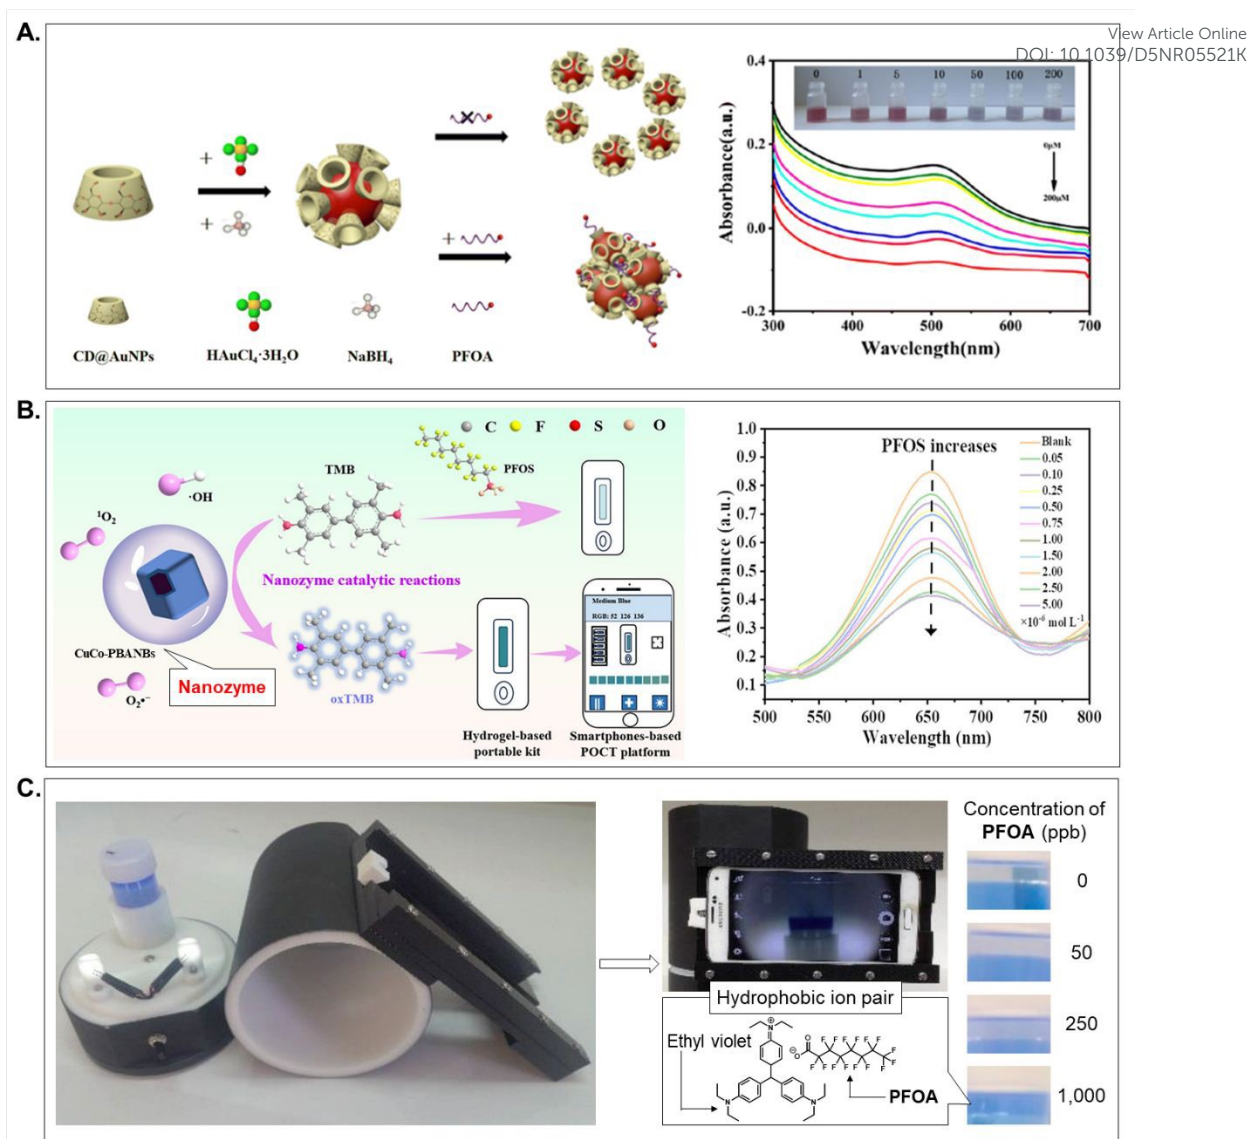 View Article Online
DOI: 10.1039/D5NR05521K
A.
+
+
+
CD@AuNPs
HAuCl₄·3H₂O
NaBH₄
PFOA
0 1 5 10 50 100 200
0μM
200μM
0.4
0.2
0.0
-0.2
300 400 500 600 700
Absorbance(a.u.)
Wavelength(nm)
B.
C F S O
PFOS
TMB
·OH
¹O₂
Nanozyme catalytic reactions
CuCo-PBANBs
Nanozyme
O₂•⁻
oxTMB
Medium Blue
RGB: 52 126 136
Hydrogel-based
portable kit
Smartphones-based
POCT platform
PFOS increases
Blank
0.05
0.10
0.25
0.50
0.75
1.00
1.50
2.00
2.50
5.00
×10⁻⁶ mol L⁻¹
1.0
0.9
0.8
0.7
0.6
0.5
0.4
0.3
0.2
0.1
500 550 600 650 700 750 800
Absorbance (a.u.)
Wavelength (nm)
C.
Concentration of
PFOA (ppb)
0
50
250
1,000
Hydrophobic ion pair
Ethyl violet
PFOA